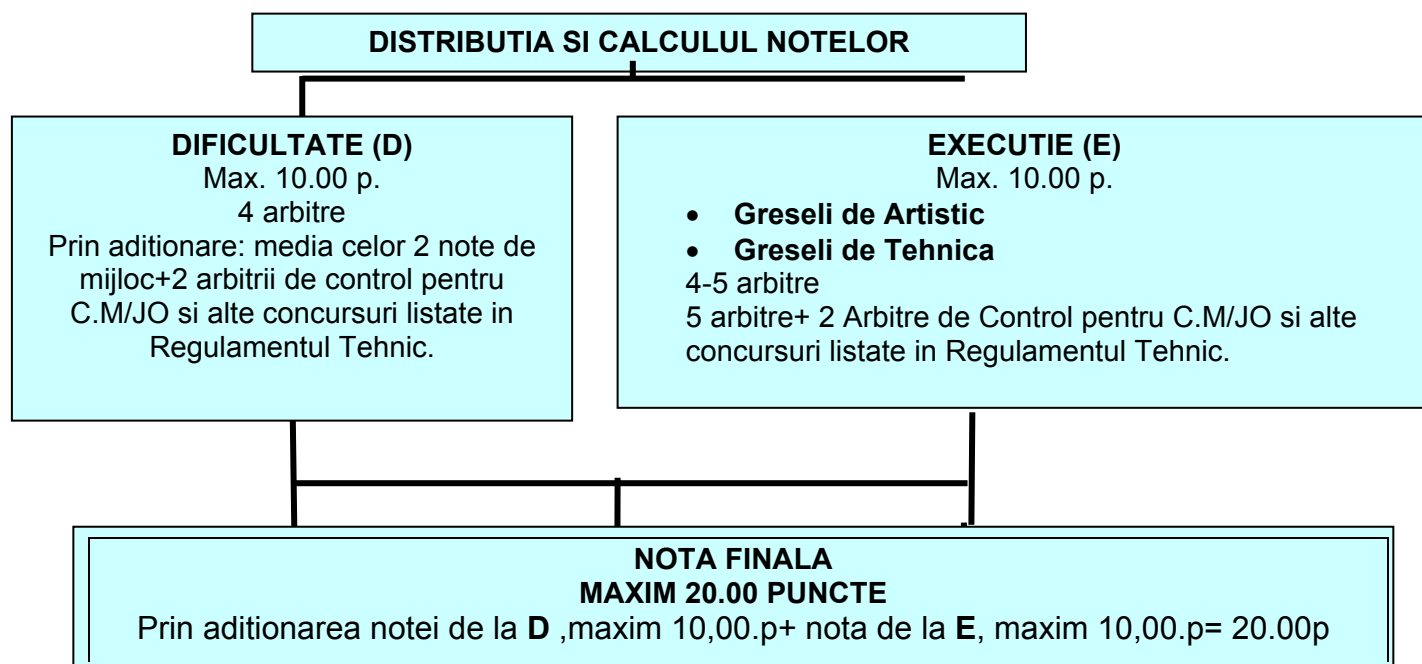 DISTRIBUTIA SI CALCULUL NOTELOR
DIFICULTATE (D)
Max. 10.00 p.
4 arbitre
Prin aditionare: media celor 2 note de
mijloc+2 arbitrii de control pentru
C.M/JO si alte concursuri listate in
Regulamentul Tehnic.
EXECUTIE (E)
Max. 10.00 p.
• Greseli de Artistic
• Greseli de Tehnica
4-5 arbitre
5 arbitre+ 2 Arbitre de Control pentru C.M/JO si alte
concursuri listate in Regulamentul Tehnic.
NOTA FINALA
MAXIM 20.00 PUNCTE
Prin aditionarea notei de la D ,maxim 10,00.p+ nota de la E, maxim 10,00.p= 20.00p